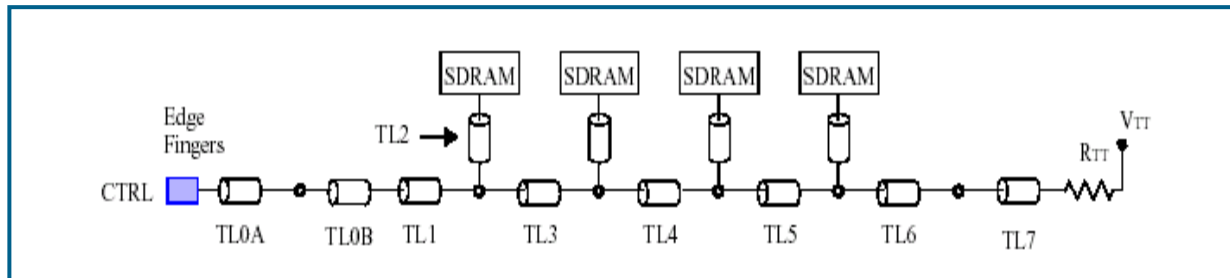 SDRAM SDRAM SDRAM SDRAM
Edge
Fingers
TL2
VTT
RTT
CTRL
TL0A TL0B TL1 TL3 TL4 TL5 TL6 TL7